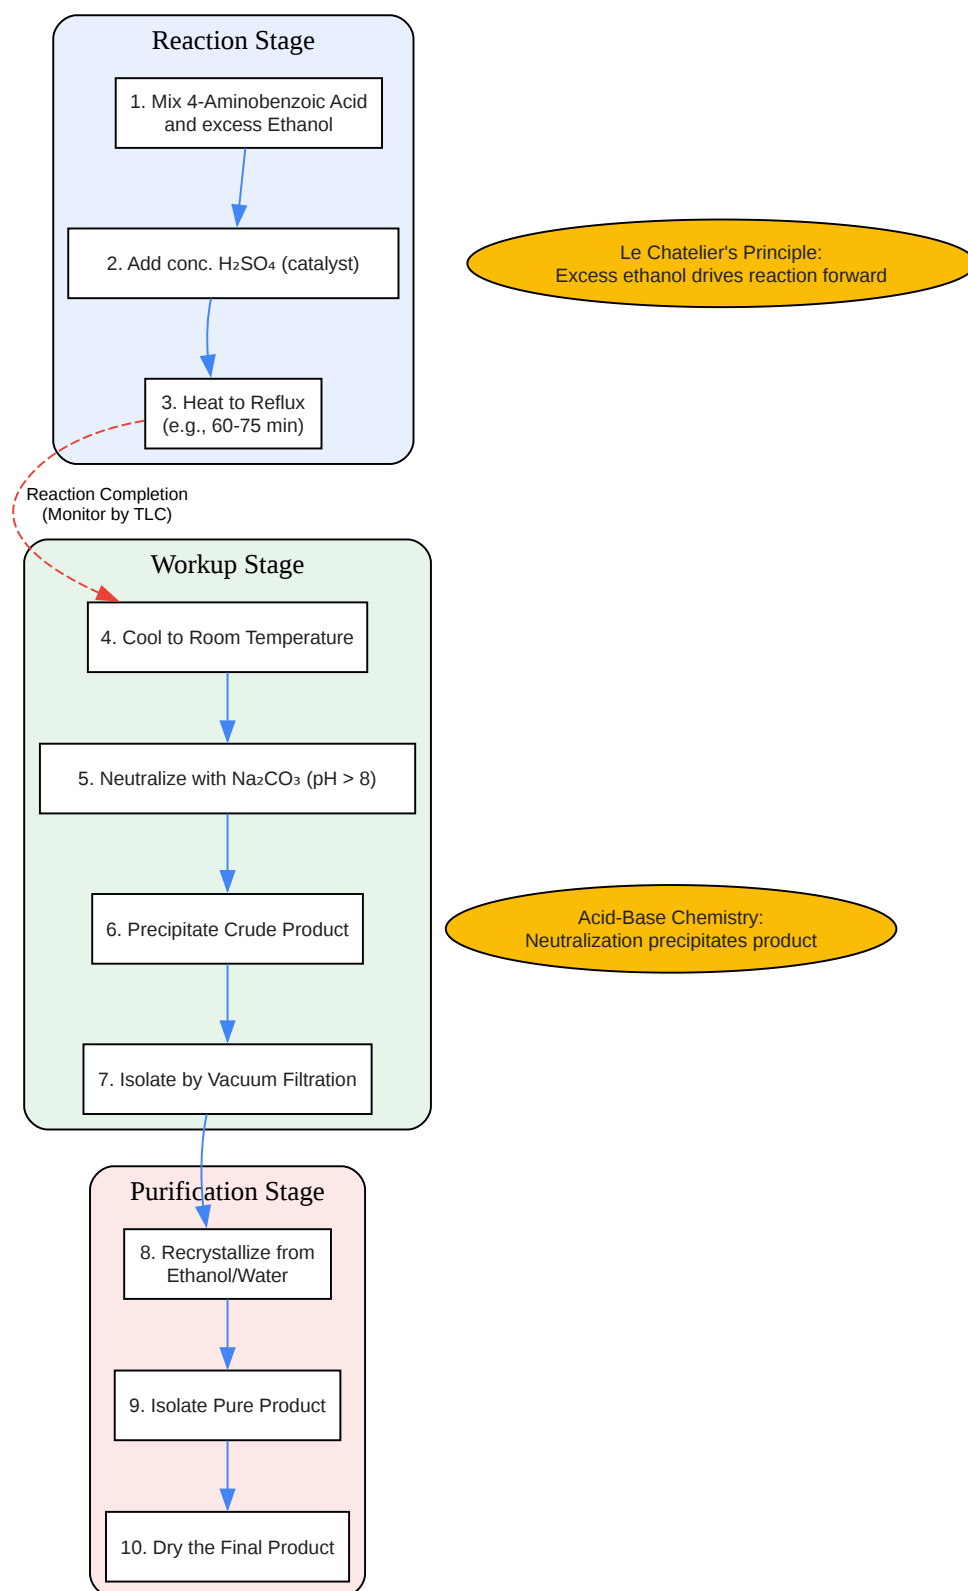 Reaction Stage
1. Mix 4-Aminobenzoic Acid
and excess Ethanol
2. Add conc. H₂SO₄ (catalyst)
Le Chatelier's Principle:
Excess ethanol drives reaction forward
3. Heat to Reflux
(e.g., 60-75 min)
Reaction Completion
(Monitor by TLC)
Workup Stage
4. Cool to Room Temperature
5. Neutralize with Na₂CO₃ (pH > 8)
6. Precipitate Crude Product
Acid-Base Chemistry:
Neutralization precipitates product
7. Isolate by Vacuum Filtration
Purification Stage
8. Recrystallize from
Ethanol/Water
9. Isolate Pure Product
10. Dry the Final Product